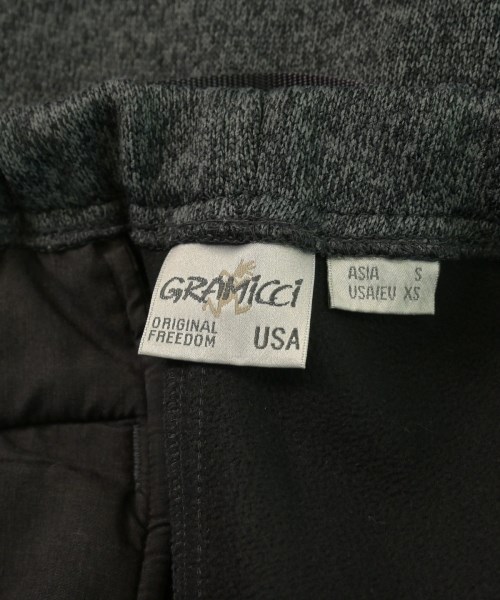 GRAMICCI
ORIGINAL
FREEDOM USA
ASIA S
USA/EU XS